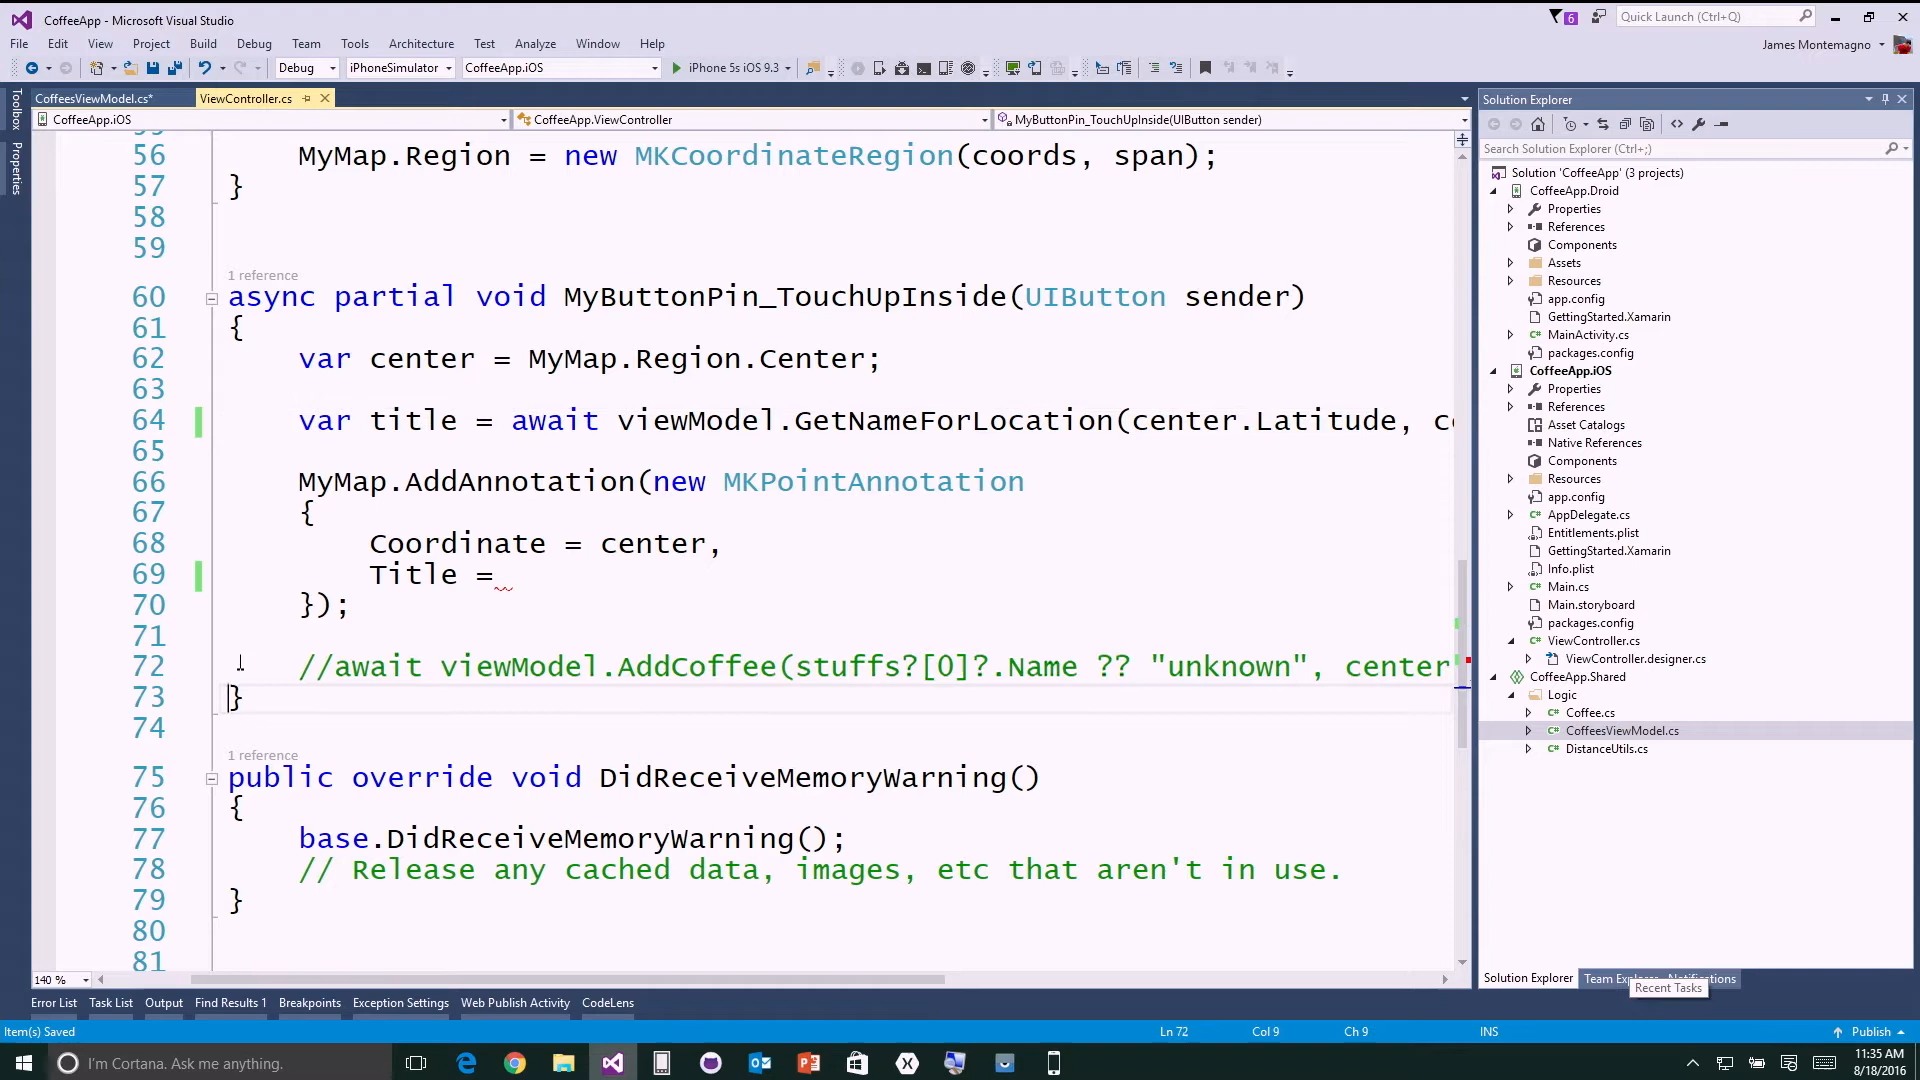 CoffeeApp - Microsoft Visual Studio
6
Quick Launch (Ctrl+Q)
File Edit View Project Build Debug Team Tools Architecture Test Analyze Window Help
James Montemagno
Debug iPhoneSimulator CoffeeApp.iOS iPhone 5s iOS 9.3
Toolbox
Properties
CoffeesViewModel.cs* ViewController.cs
CoffeeApp.iOS CoffeeApp.ViewController MyButtonPin_TouchUpInside(UIButton sender)
56 MyMap.Region = new MKCoordinateRegion(coords, span);
57 }
58
59
1 reference
60 async partial void MyButtonPin_TouchUpInside(UIButton sender)
61 {
62 var center = MyMap.Region.Center;
63
64 var title = await viewModel.GetNameForLocation(center.Latitude, ce
65
66 MyMap.AddAnnotation(new MKPointAnnotation
67 {
68 Coordinate = center,
69 Title =
70 });
71
72 //await viewModel.AddCoffee(stuffs?[0]?.Name ?? "unknown", center
73 }
74
1 reference
75 public override void DidReceiveMemoryWarning()
76 {
77 base.DidReceiveMemoryWarning();
78 // Release any cached data, images, etc that aren't in use.
79 }
80
81
140 %
Solution Explorer
Search Solution Explorer (Ctrl+;)
Solution 'CoffeeApp' (3 projects)
CoffeeApp.Droid
Properties
References
Components
Assets
Resources
app.config
GettingStarted.Xamarin
MainActivity.cs
packages.config
CoffeeApp.iOS
Properties
References
Asset Catalogs
Native References
Components
Resources
app.config
AppDelegate.cs
Entitlements.plist
GettingStarted.Xamarin
Info.plist
Main.cs
Main.storyboard
packages.config
ViewController.cs
ViewController.designer.cs
CoffeeApp.Shared
Logic
Coffee.cs
CoffeesViewModel.cs
DistanceUtils.cs
Solution Explorer Team Explorer Notifications
Recent Tasks
Error List Task List Output Find Results 1 Breakpoints Exception Settings Web Publish Activity CodeLens
Item(s) Saved Ln 72 Col 9 Ch 9 INS Publish
I'm Cortana. Ask me anything.
11:35 AM
8/18/2016